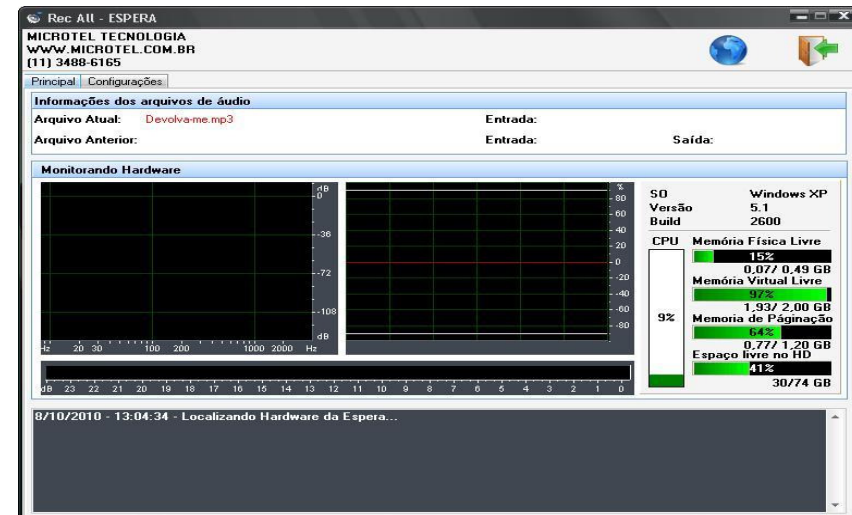 Rec All - ESPERA
MICROTEL TECNOLOGIA
WWW.MICROTEL.COM.BR
(11) 3488-6165
Principal Configurações
Informações dos arquivos de áudio
Arquivo Atual: Devolva-me.mp3 Entrada:
Arquivo Anterior: Entrada: Saída:
Monitorando Hardware
dB
-0
-36
-72
-108
dB
Hz 20 30 100 200 1000 2000 Hz
%
80
60
40
20
0
-20
-40
-60
-80
SO Windows XP
Versão 5.1
Build 2600
CPU
9%
Memória Física Livre
15%
0,07/ 0,49 GB
Memória Virtual Livre
97%
1,93/ 2,00 GB
Memoria de Páginação
64%
0,77/ 1,20 GB
Espaço livre no HD
41%
30/74 GB
dB 23 22 21 20 19 18 17 16 15 14 13 12 11 10 9 8 7 6 5 4 3 2 1 0
8/10/2010 - 13:04:34 - Localizando Hardware da Espera...